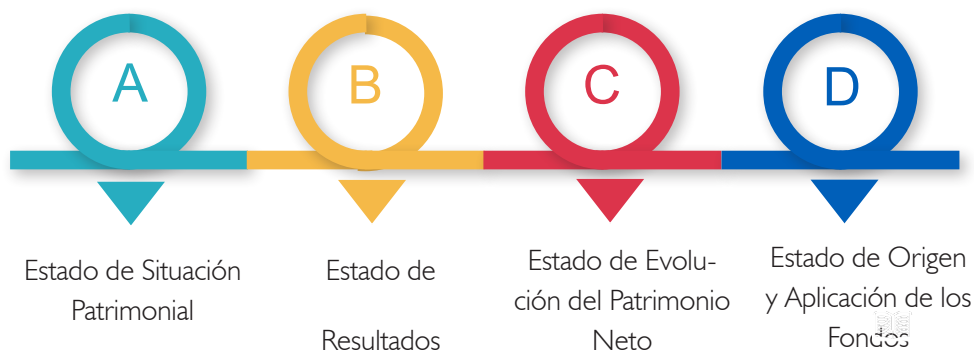 A
B
C
D
Estado de Situación
Patrimonial
Estado de
Resultados
Estado de Evolu-
ción del Patrimonio
Neto
Estado de Origen
y Aplicación de los
Fondos